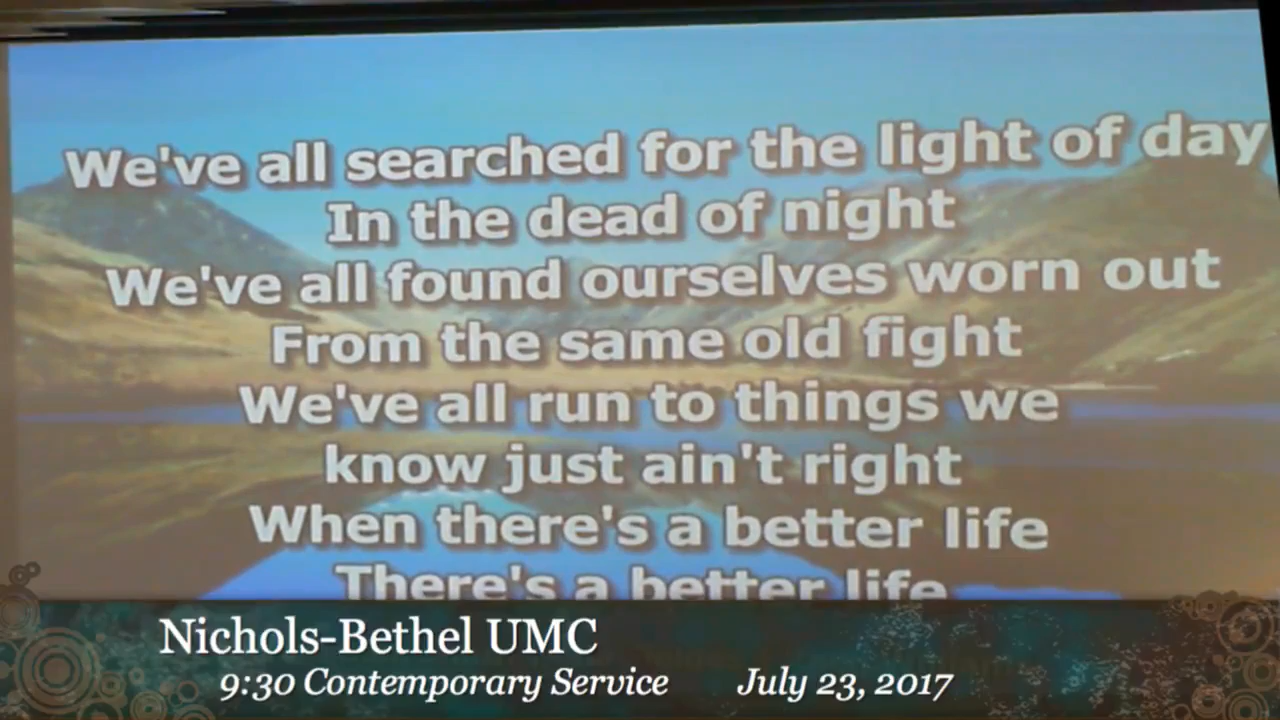 We've all searched for the light of day
In the dead of night
We've all found ourselves worn out
From the same old fight
We've all run to things we
know just ain't right
When there's a better life
There's a better life
Nichols-Bethel UMC
9:30 Contemporary Service July 23, 2017